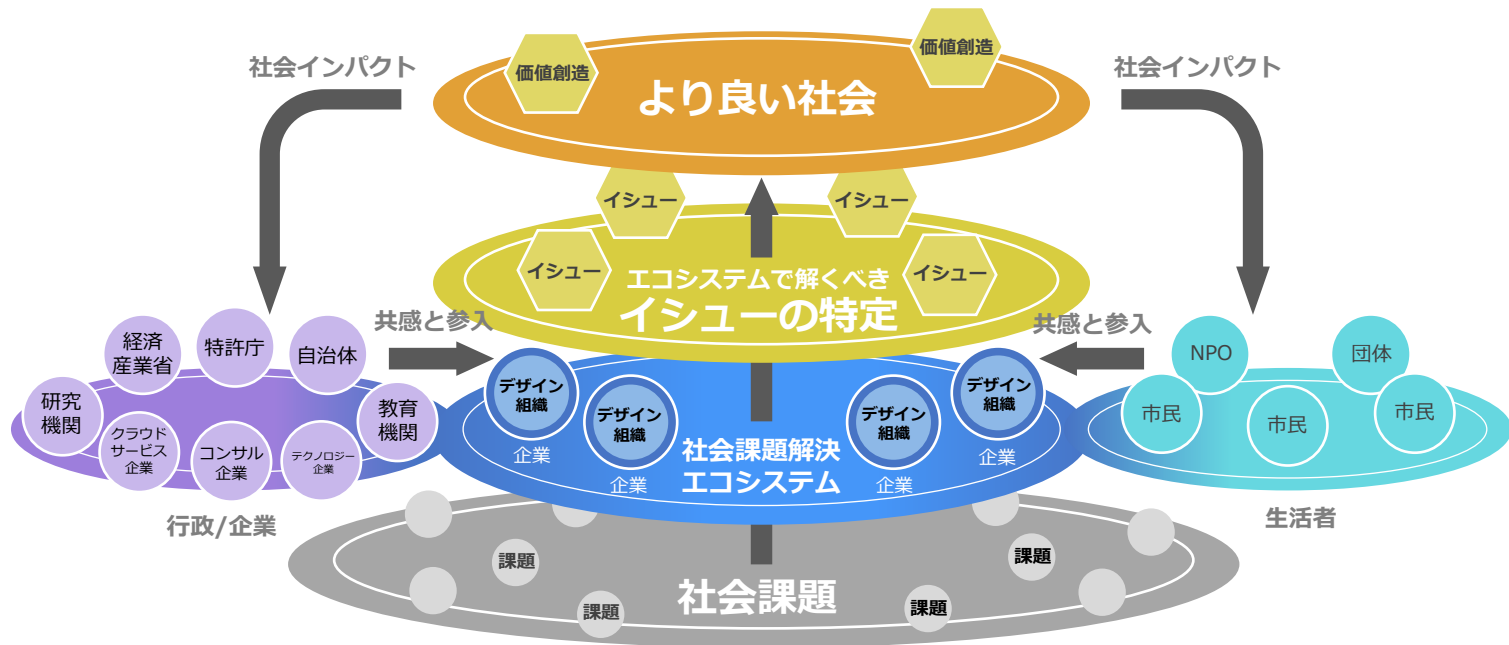 価値創造
価値創造
社会インパクト
社会インパクト
より良い社会
イシュー
イシュー
イシュー
イシュー
エコシステムで解くべき
イシューの特定
共感と参入
共感と参入
経済
産業省
特許庁
自治体
研究
機関
クラウド
サービス
企業
コンサル
企業
テクノロジー
企業
教育
機関
行政/企業
デザイン
組織
企業
デザイン
組織
企業
デザイン
組織
企業
デザイン
組織
企業
社会課題解決
エコシステム
NPO
団体
市民
市民
市民
生活者
課題
課題
課題
課題
社会課題